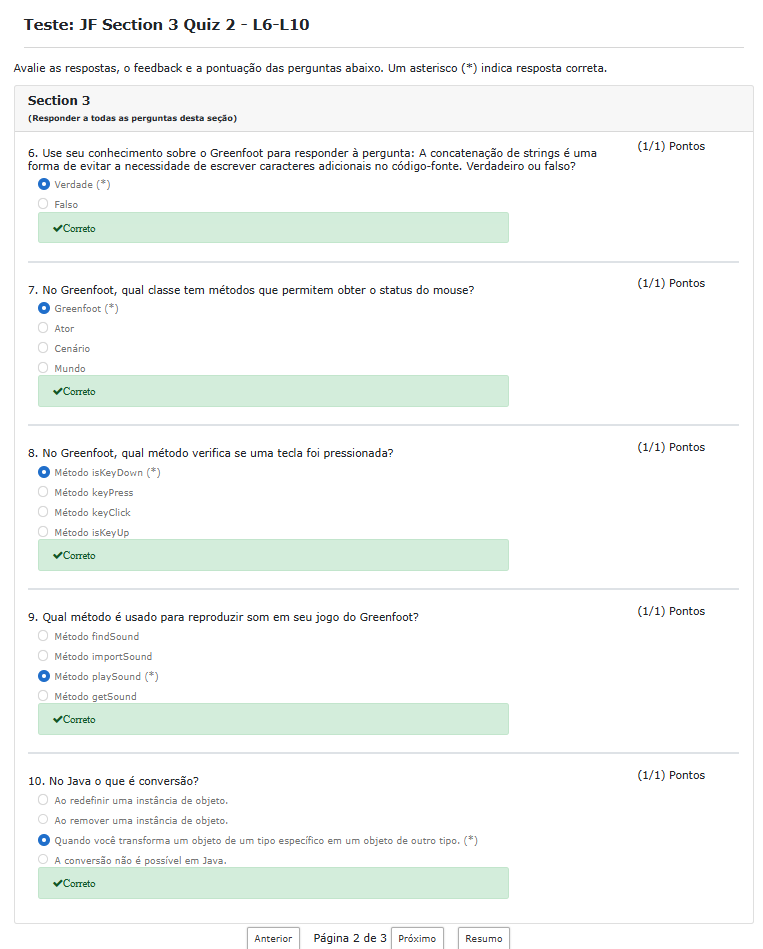 Teste: JF Section 3 Quiz 2 - L6-L10
Avalie as respostas, o feedback e a pontuação das perguntas abaixo. Um asterisco (*) indica resposta correta.
Section 3
(Responder a todas as perguntas desta seção)
6. Use seu conhecimento sobre o Greenfoot para responder à pergunta: A concatenação de strings é uma
forma de evitar a necessidade de escrever caracteres adicionais no código-fonte. Verdadeiro ou falso?
(1/1) Pontos
Verdade (*)
Falso
✔Correto
7. No Greenfoot, qual classe tem métodos que permitem obter o status do mouse?
(1/1) Pontos
Greenfoot (*)
Ator
Cenário
Mundo
✔Correto
8. No Greenfoot, qual método verifica se uma tecla foi pressionada?
(1/1) Pontos
Método isKeyDown (*)
Método keyPress
Método keyClick
Método isKeyUp
✔Correto
9. Qual método é usado para reproduzir som em seu jogo do Greenfoot?
(1/1) Pontos
Método findSound
Método importSound
Método playSound (*)
Método getSound
✔Correto
10. No Java o que é conversão?
(1/1) Pontos
Ao redefinir uma instância de objeto.
Ao remover uma instância de objeto.
Quando você transforma um objeto de um tipo específico em um objeto de outro tipo. (*)
A conversão não é possível em Java.
✔Correto
Anterior Página 2 de 3 Próximo Resumo